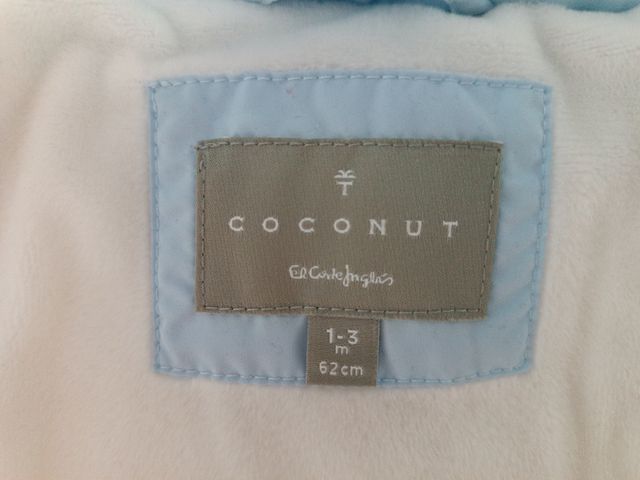 COCONUT
El Corte Inglés
1-3
m
62cm